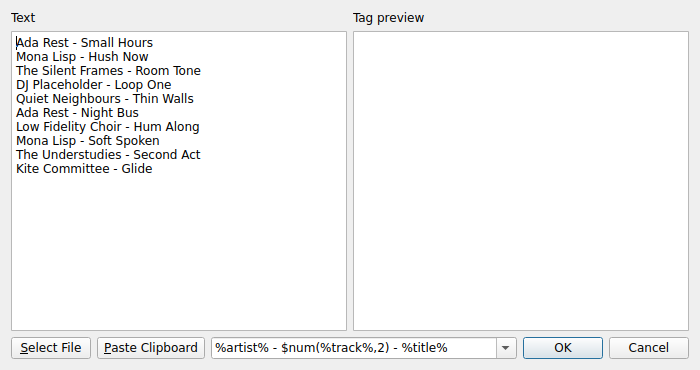 Text
Tag preview
Ada Rest - Small Hours
Mona Lisp - Hush Now
The Silent Frames - Room Tone
DJ Placeholder - Loop One
Quiet Neighbours - Thin Walls
Ada Rest - Night Bus
Low Fidelity Choir - Hum Along
Mona Lisp - Soft Spoken
The Understudies - Second Act
Kite Committee - Glide
Select File
Paste Clipboard
%artist% - $num(%track%,2) - %title%
OK
Cancel